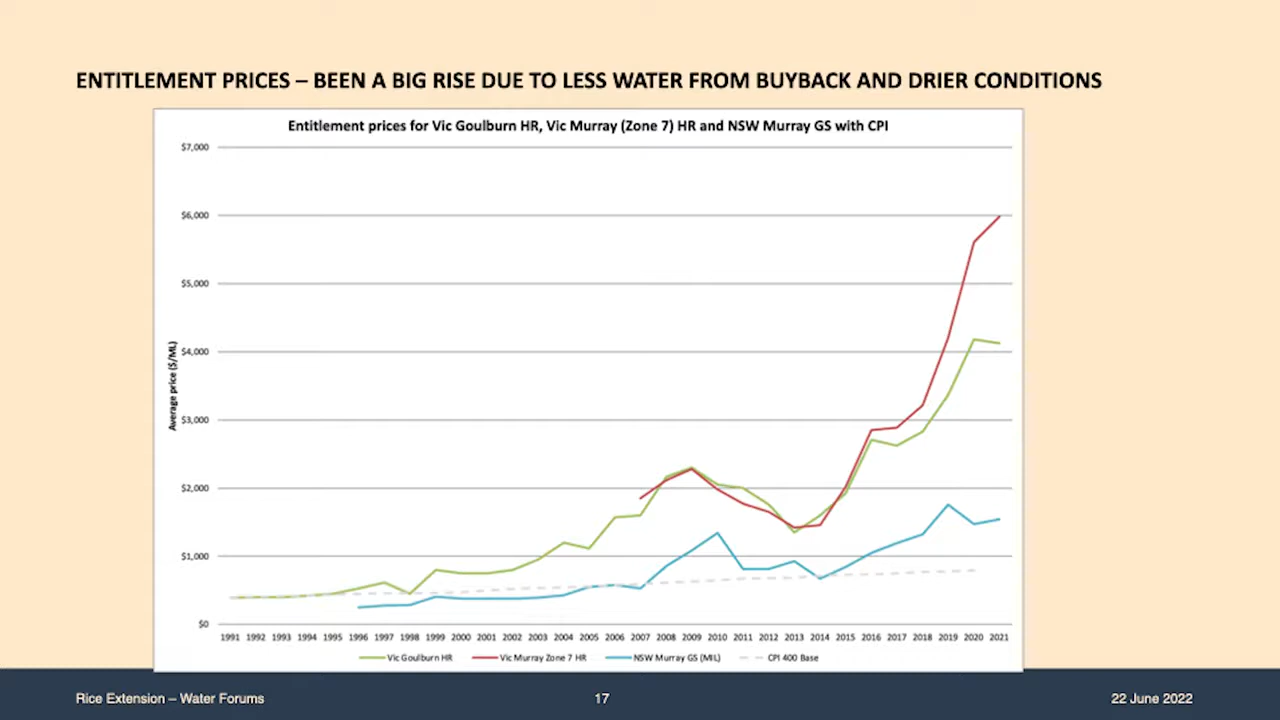 ENTITLEMENT PRICES – BEEN A BIG RISE DUE TO LESS WATER FROM BUYBACK AND DRIER CONDITIONS
Entitlement prices for Vic Goulburn HR, Vic Murray (Zone 7) HR and NSW Murray GS with CPI
$7,000
$6,000
$5,000
$4,000
$3,000
$2,000
$1,000
$0
Average price ($/ML)
1991 1992 1993 1994 1995 1996 1997 1998 1999 2000 2001 2002 2003 2004 2005 2006 2007 2008 2009 2010 2011 2012 2013 2014 2015 2016 2017 2018 2019 2020 2021
Vic Goulburn HR Vic Murray Zone 7 HR NSW Murray GS (MIL) CPI 400 Base
Rice Extension – Water Forums 17 22 June 2022